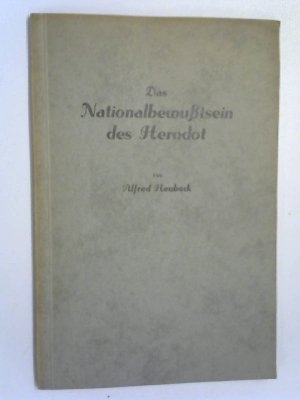 Das
Nationalbewußtsein
des Herodot
von
Alfred Heubeck